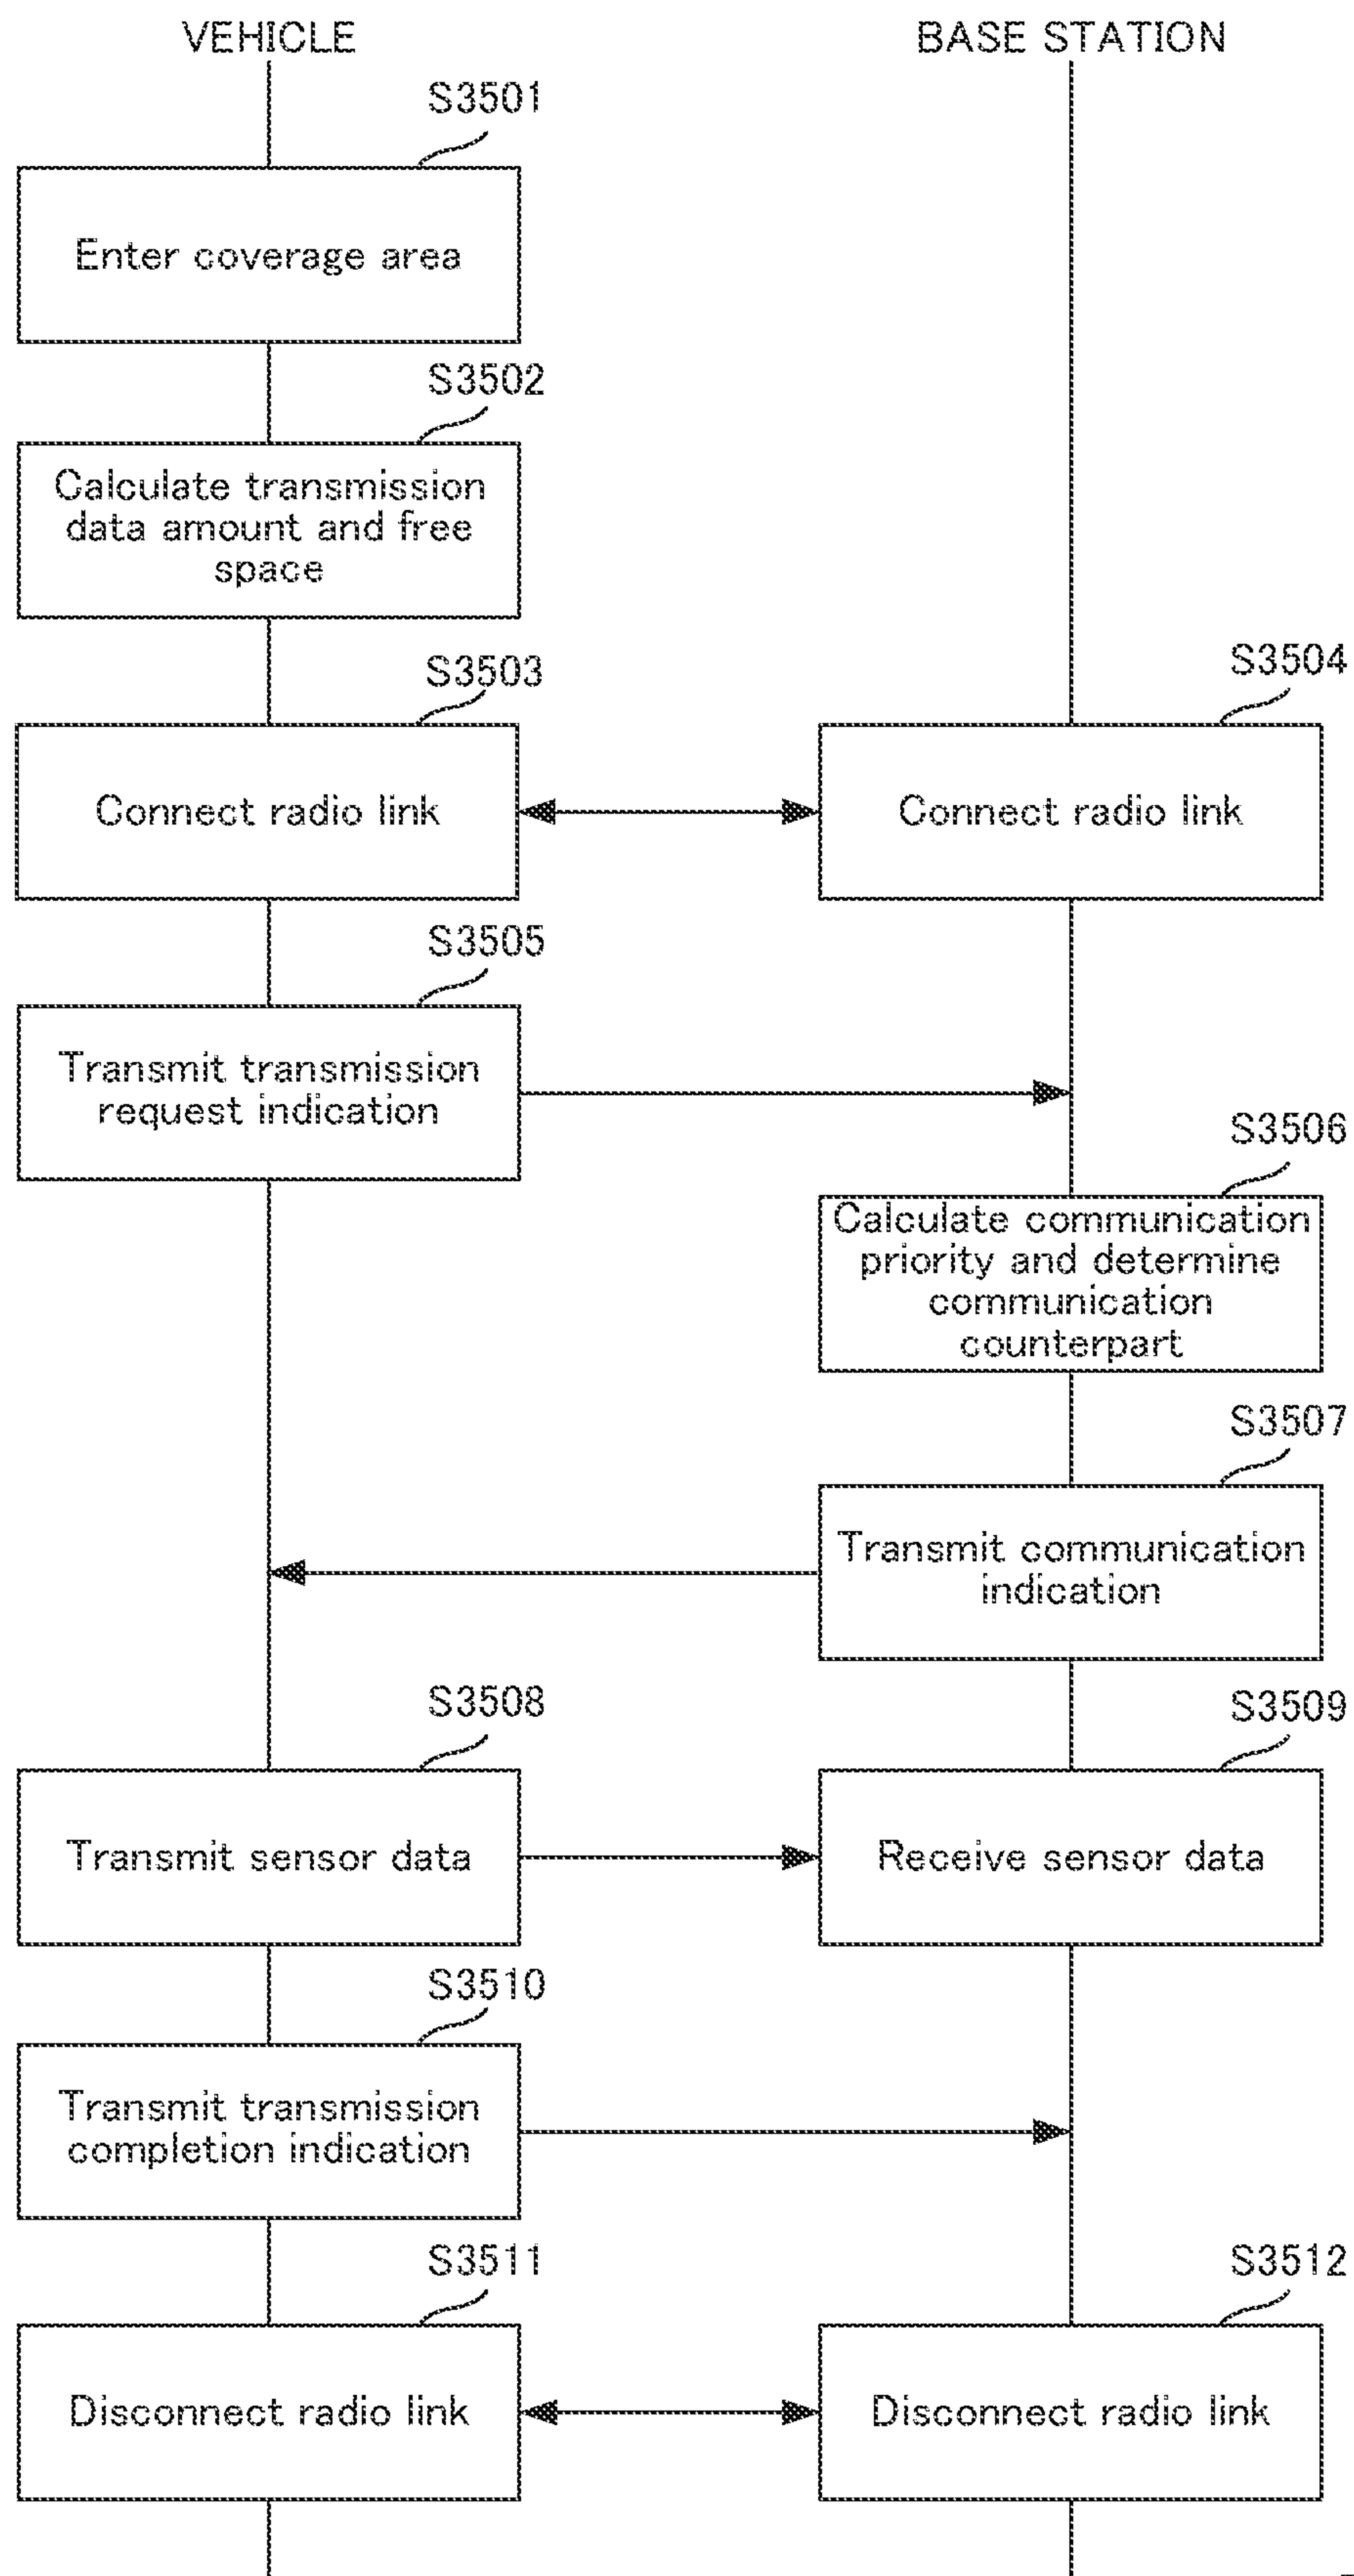 VEHICLE
BASE STATION
S3501
Enter coverage area
S3502
Calculate transmission
data amount and free
space
S3503
S3504
Connect radio link
Connect radio link
S3505
Transmit transmission
request indication
S3506
Calculate communication
priority and determine
communication
counterpart
S3507
Transmit communication
indication
S3508
S3509
Transmit sensor data
Receive sensor data
S3510
Transmit transmission
completion indication
S3511
S3512
Disconnect radio link
Disconnect radio link